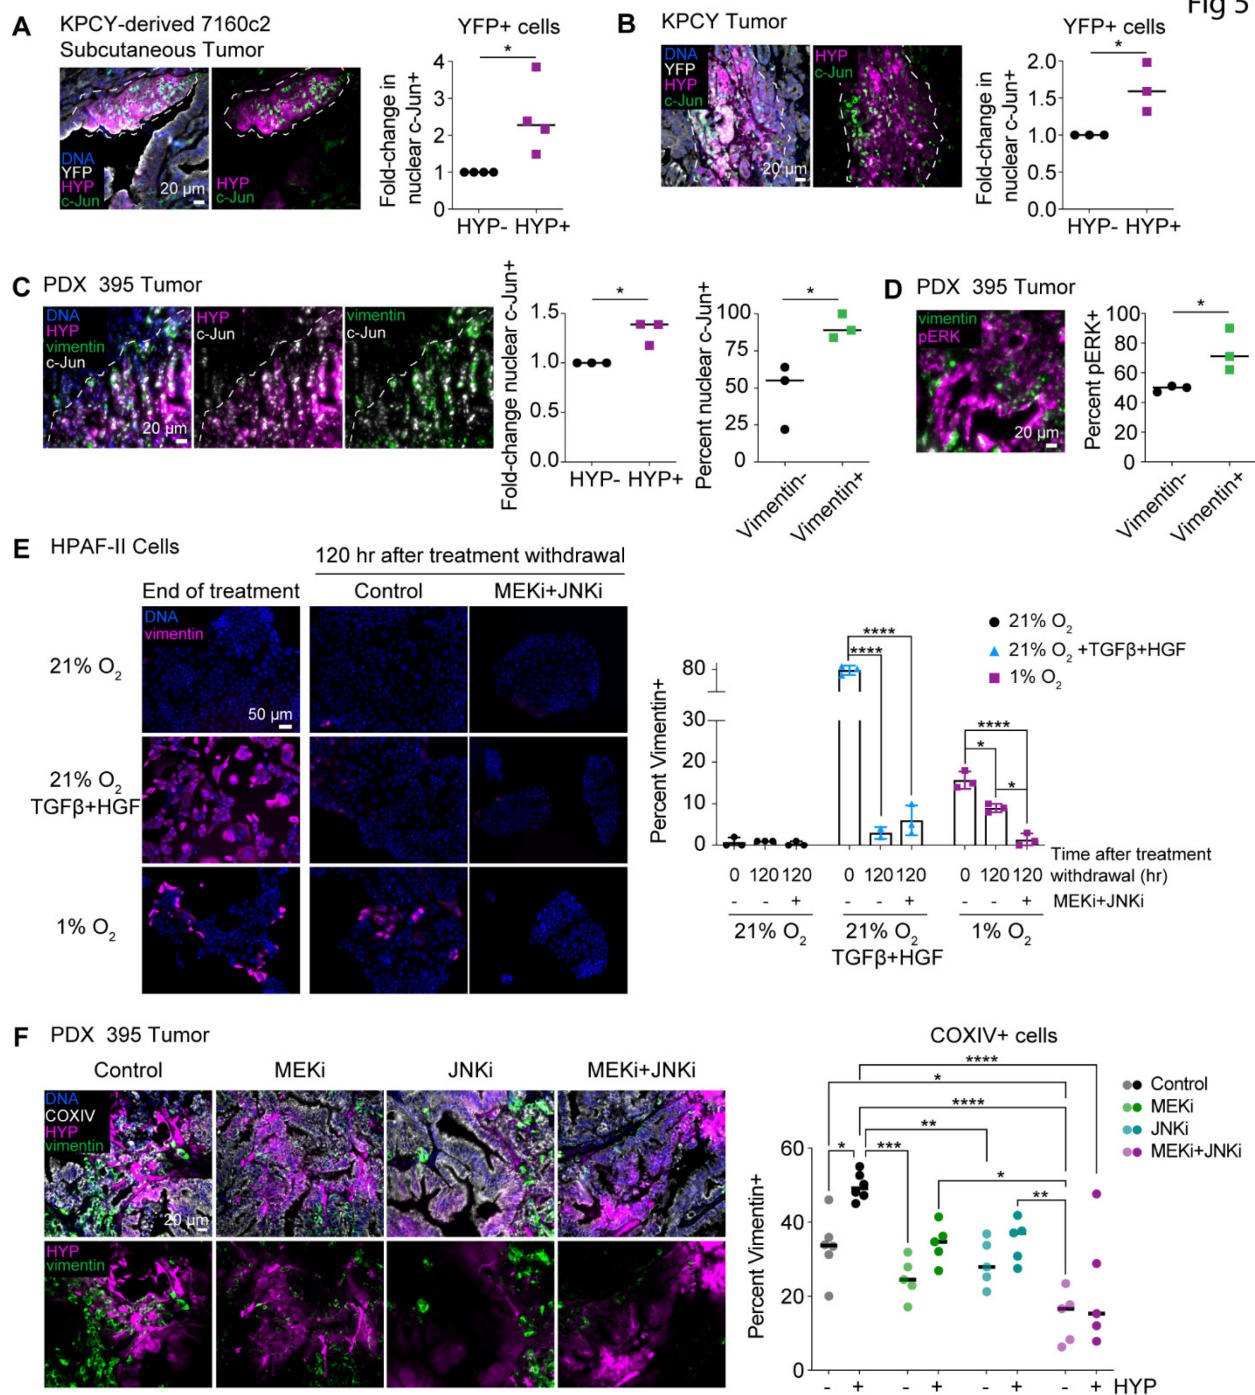 Fig 5
A KPCY-derived 7160c2
Subcutaneous Tumor
DNA
YFP
HYP
c-Jun
20 µm
HYP
c-Jun
YFP+ cells
*
Fold-change in
nuclear c-Jun+
4
3
2
1
0
HYP- HYP+
B KPCY Tumor
DNA
YFP
HYP
c-Jun
20 µm
HYP
c-Jun
YFP+ cells
*
Fold-change in
nuclear c-Jun+
2.0
1.5
1.0
0.5
0.0
HYP- HYP+
C PDX 395 Tumor
DNA
HYP
vimentin
c-Jun
20 µm
HYP
c-Jun
vimentin
c-Jun
*
Fold-change nuclear c-Jun+
1.5
1.0
0.5
0.0
HYP- HYP+
*
Percent nuclear c-Jun+
100
75
50
25
0
Vimentin-
Vimentin+
D PDX 395 Tumor
vimentin
pERK
20 µm
*
Percent pERK+
100
80
60
40
20
0
Vimentin-
Vimentin+
E HPAF-II Cells
120 hr after treatment withdrawal
End of treatment Control MEKi+JNKi
DNA
vimentin
50 µm
21% O2
21% O2
TGFβ+HGF
1% O2
21% O2
21% O2 +TGFβ+HGF
1% O2
Percent Vimentin+
80
30
20
10
0
****
****
****
*
*
0 120 120 0 120 120 0 120 120 Time after treatment
withdrawal (hr)
- - + - - + - - + MEKi+JNKi
21% O2 21% O2 1% O2
TGFβ+HGF
F PDX 395 Tumor
Control MEKi JNKi MEKi+JNKi
DNA
COXIV
HYP
vimentin
20 µm
HYP
vimentin
COXIV+ cells
Control
MEKi
JNKi
MEKi+JNKi
****
*
****
**
* ***
*
**
Percent Vimentin+
60
40
20
0
- + - + - + - + HYP